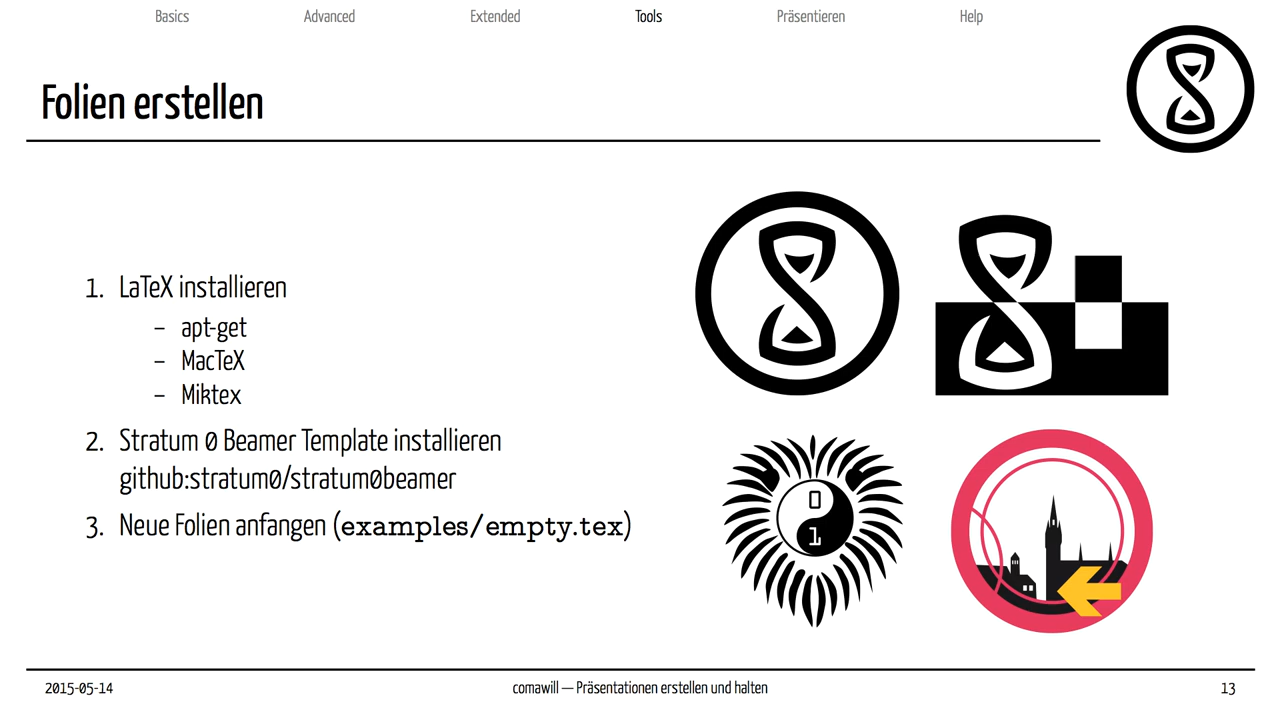 Basics Advanced Extended Tools Präsentieren Help
Folien erstellen
1. LaTeX installieren
– apt-get
– MacTeX
– Miktex
2. Stratum 0 Beamer Template installieren
github:stratum0/stratum0beamer
3. Neue Folien anfangen (examples/empty.tex)
0
1
2015-05-14 comawill — Präsentationen erstellen und halten 13